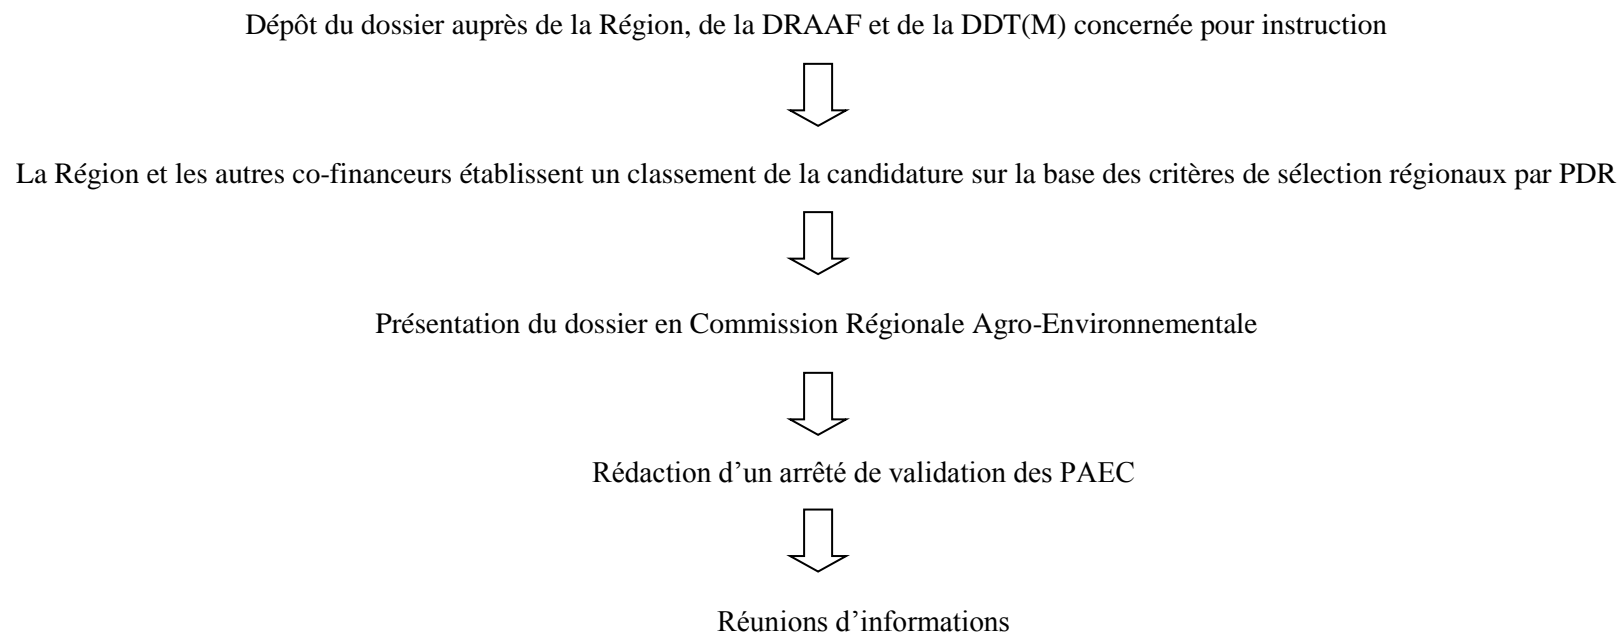 Dépôt du dossier auprès de la Région, de la DRAAF et de la DDT(M) concernée pour instruction
La Région et les autres co-financeurs établissent un classement de la candidature sur la base des critères de sélection régionaux par PDR
Présentation du dossier en Commission Régionale Agro-Environnementale
Rédaction d’un arrêté de validation des PAEC
Réunions d’informations